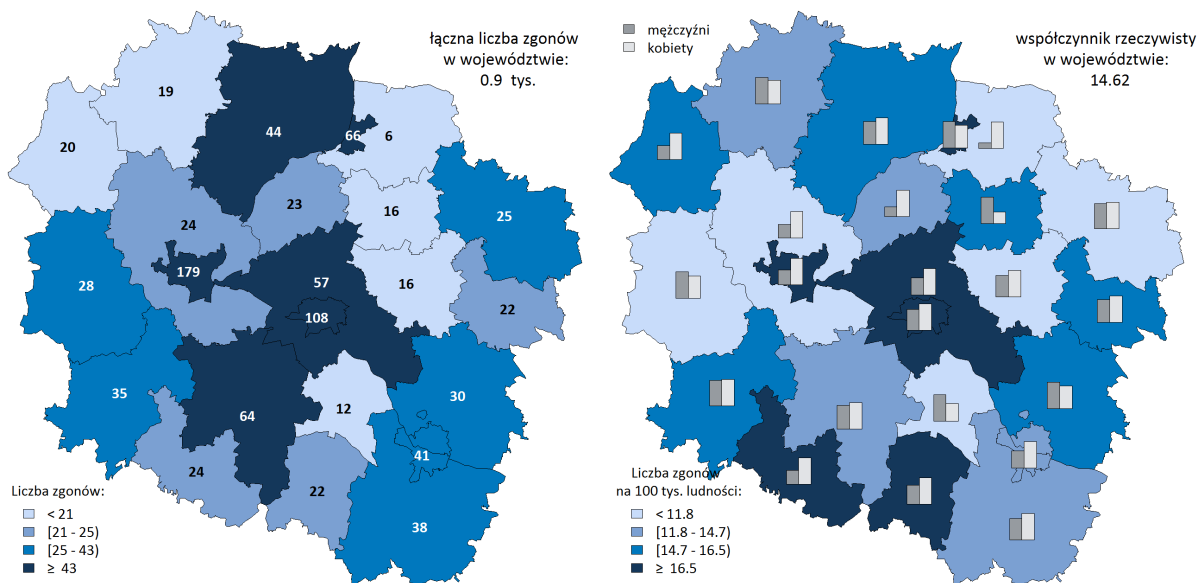 łączna liczba zgonów
w województwie:
0.9 tys.
19
44
66
6
20
16
23
25
24
179
57
16
28
22
108
35
12
30
64
41
24
22
38
Liczba zgonów:
< 21
[21 - 25)
[25 - 43)
≥ 43
mężczyźni
kobiety
współczynnik rzeczywisty
w województwie:
14.62
Liczba zgonów
na 100 tys. ludności:
< 11.8
[11.8 - 14.7)
[14.7 - 16.5)
≥ 16.5